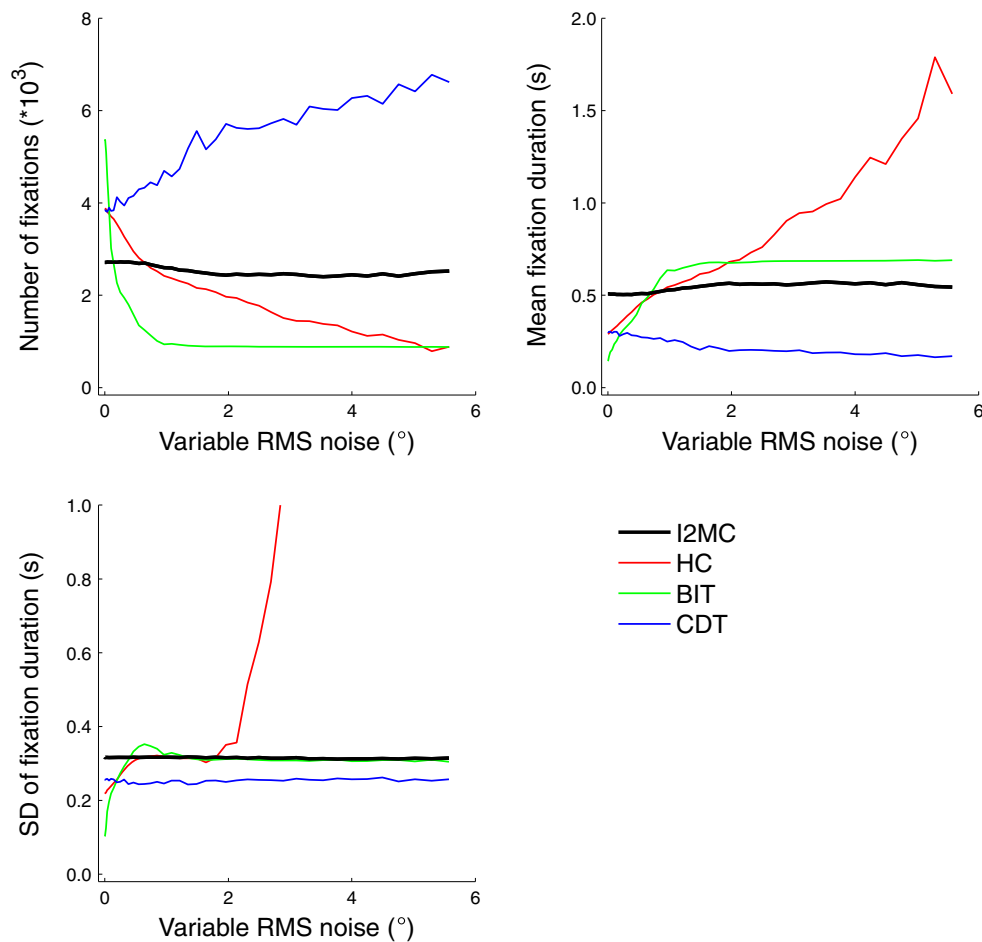 8
6
4
2
0
0
2
4
6
Number of fixations (*10³)
Variable RMS noise (°)
2.0
1.5
1.0
0.5
0.0
0
2
4
6
Mean fixation duration (s)
Variable RMS noise (°)
1.0
0.8
0.6
0.4
0.2
0.0
0
2
4
6
SD of fixation duration (s)
Variable RMS noise (°)
I2MC
HC
BIT
CDT